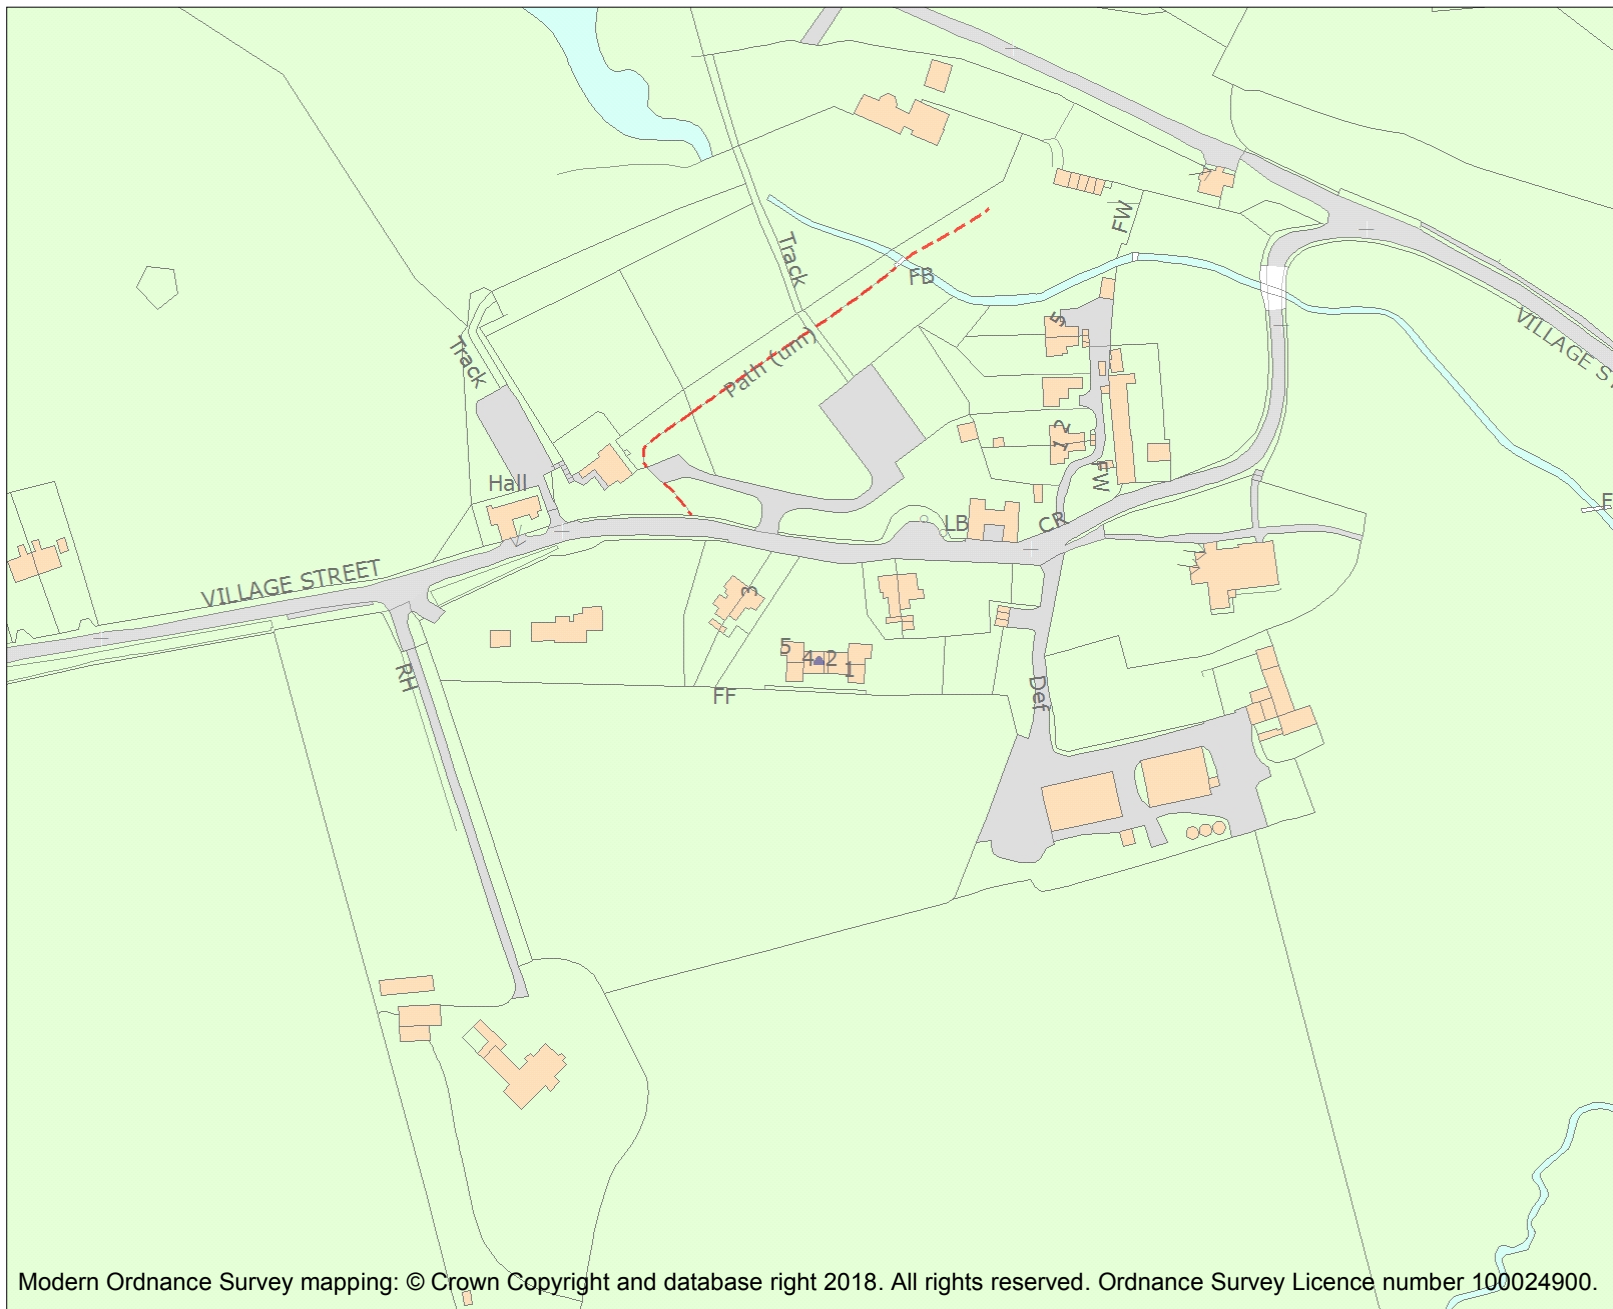 FW
Track
FB
VILLAGE S
5
Path (um)
Track
12
FW
Hall
F
LB
CR
VILLAGE STREET
3
5
4
2
1
RH
FF
Def
Modern Ordnance Survey mapping: © Crown Copyright and database right 2018. All rights reserved. Ordnance Survey Licence number 100024900.